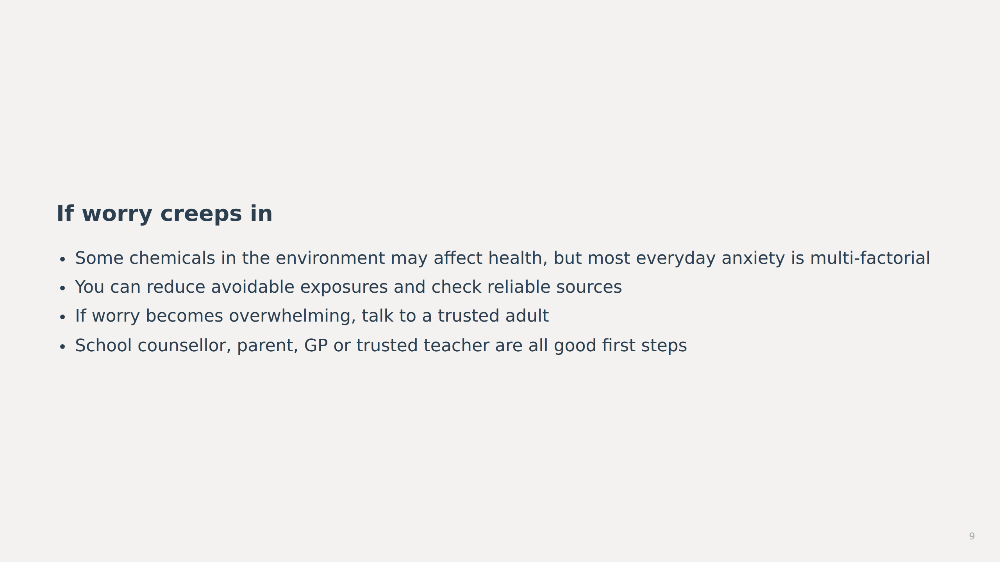 If worry creeps in
• Some chemicals in the environment may affect health, but most everyday anxiety is multi-factorial
• You can reduce avoidable exposures and check reliable sources
• If worry becomes overwhelming, talk to a trusted adult
• School counsellor, parent, GP or trusted teacher are all good first steps
9